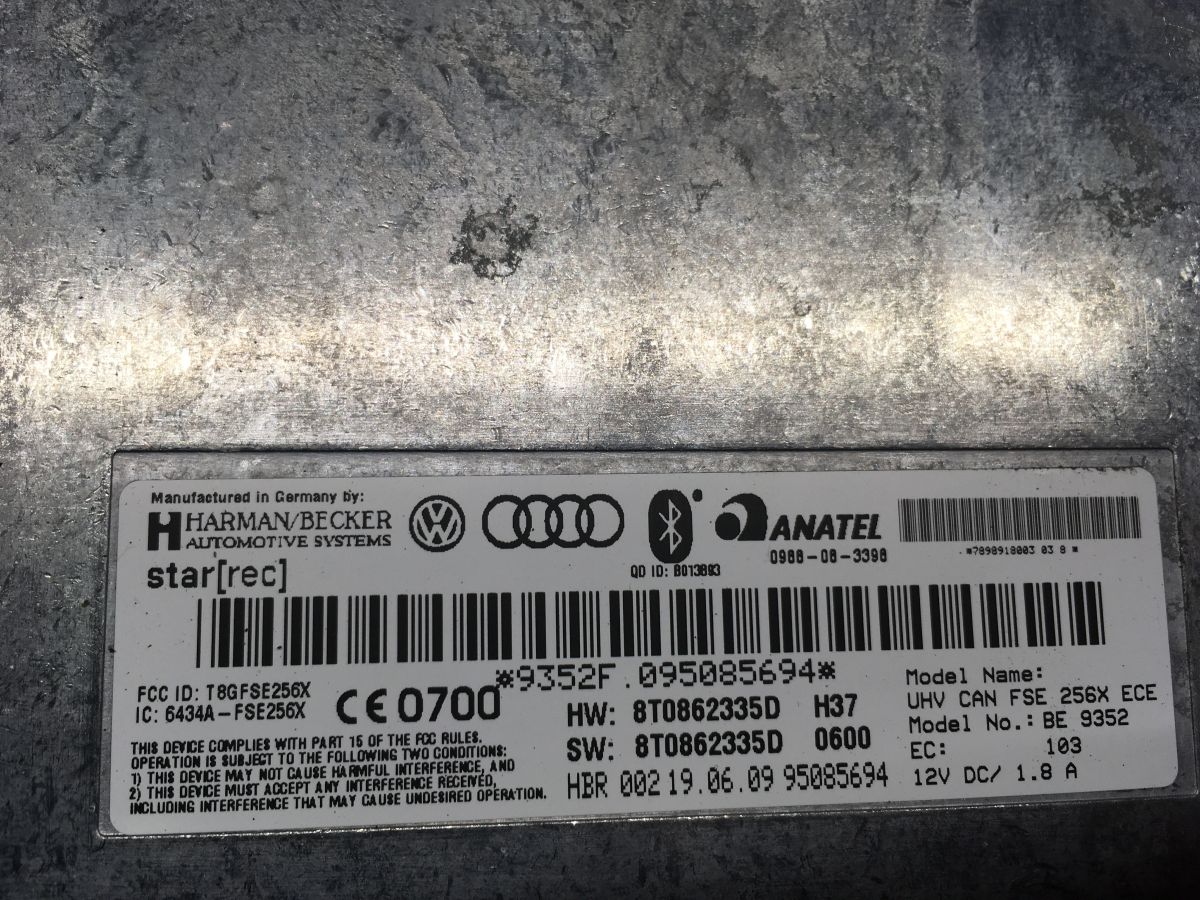 Manufactured in Germany by:
HARMAN/BECKER
AUTOMOTIVE SYSTEMS
star[rec]
QD ID: B013893
ANATEL
0988-08-3398
*7898918003 03 8 *
*9352F.095085694*
FCC ID: T8GFSE256X
IC: 6434A-FSE256X
CE0700
HW: 8T0862335D H37
SW: 8T0862335D 0600
HBR 002 19.06.09 95085694
THIS DEVICE COMPLIES WITH PART 15 OF THE FCC RULES.
OPERATION IS SUBJECT TO THE FOLLOWING TWO CONDITIONS:
1) THIS DEVICE MAY NOT CAUSE HARMFUL INTERFERENCE, AND
2) THIS DEVICE MUST ACCEPT ANY INTERFERENCE RECEIVED,
INCLUDING INTERFERENCE THAT MAY CAUSE UNDESIRED OPERATION.
Model Name:
UHV CAN FSE 256X ECE
Model No.: BE 9352
EC: 103
12V DC/ 1.8 A